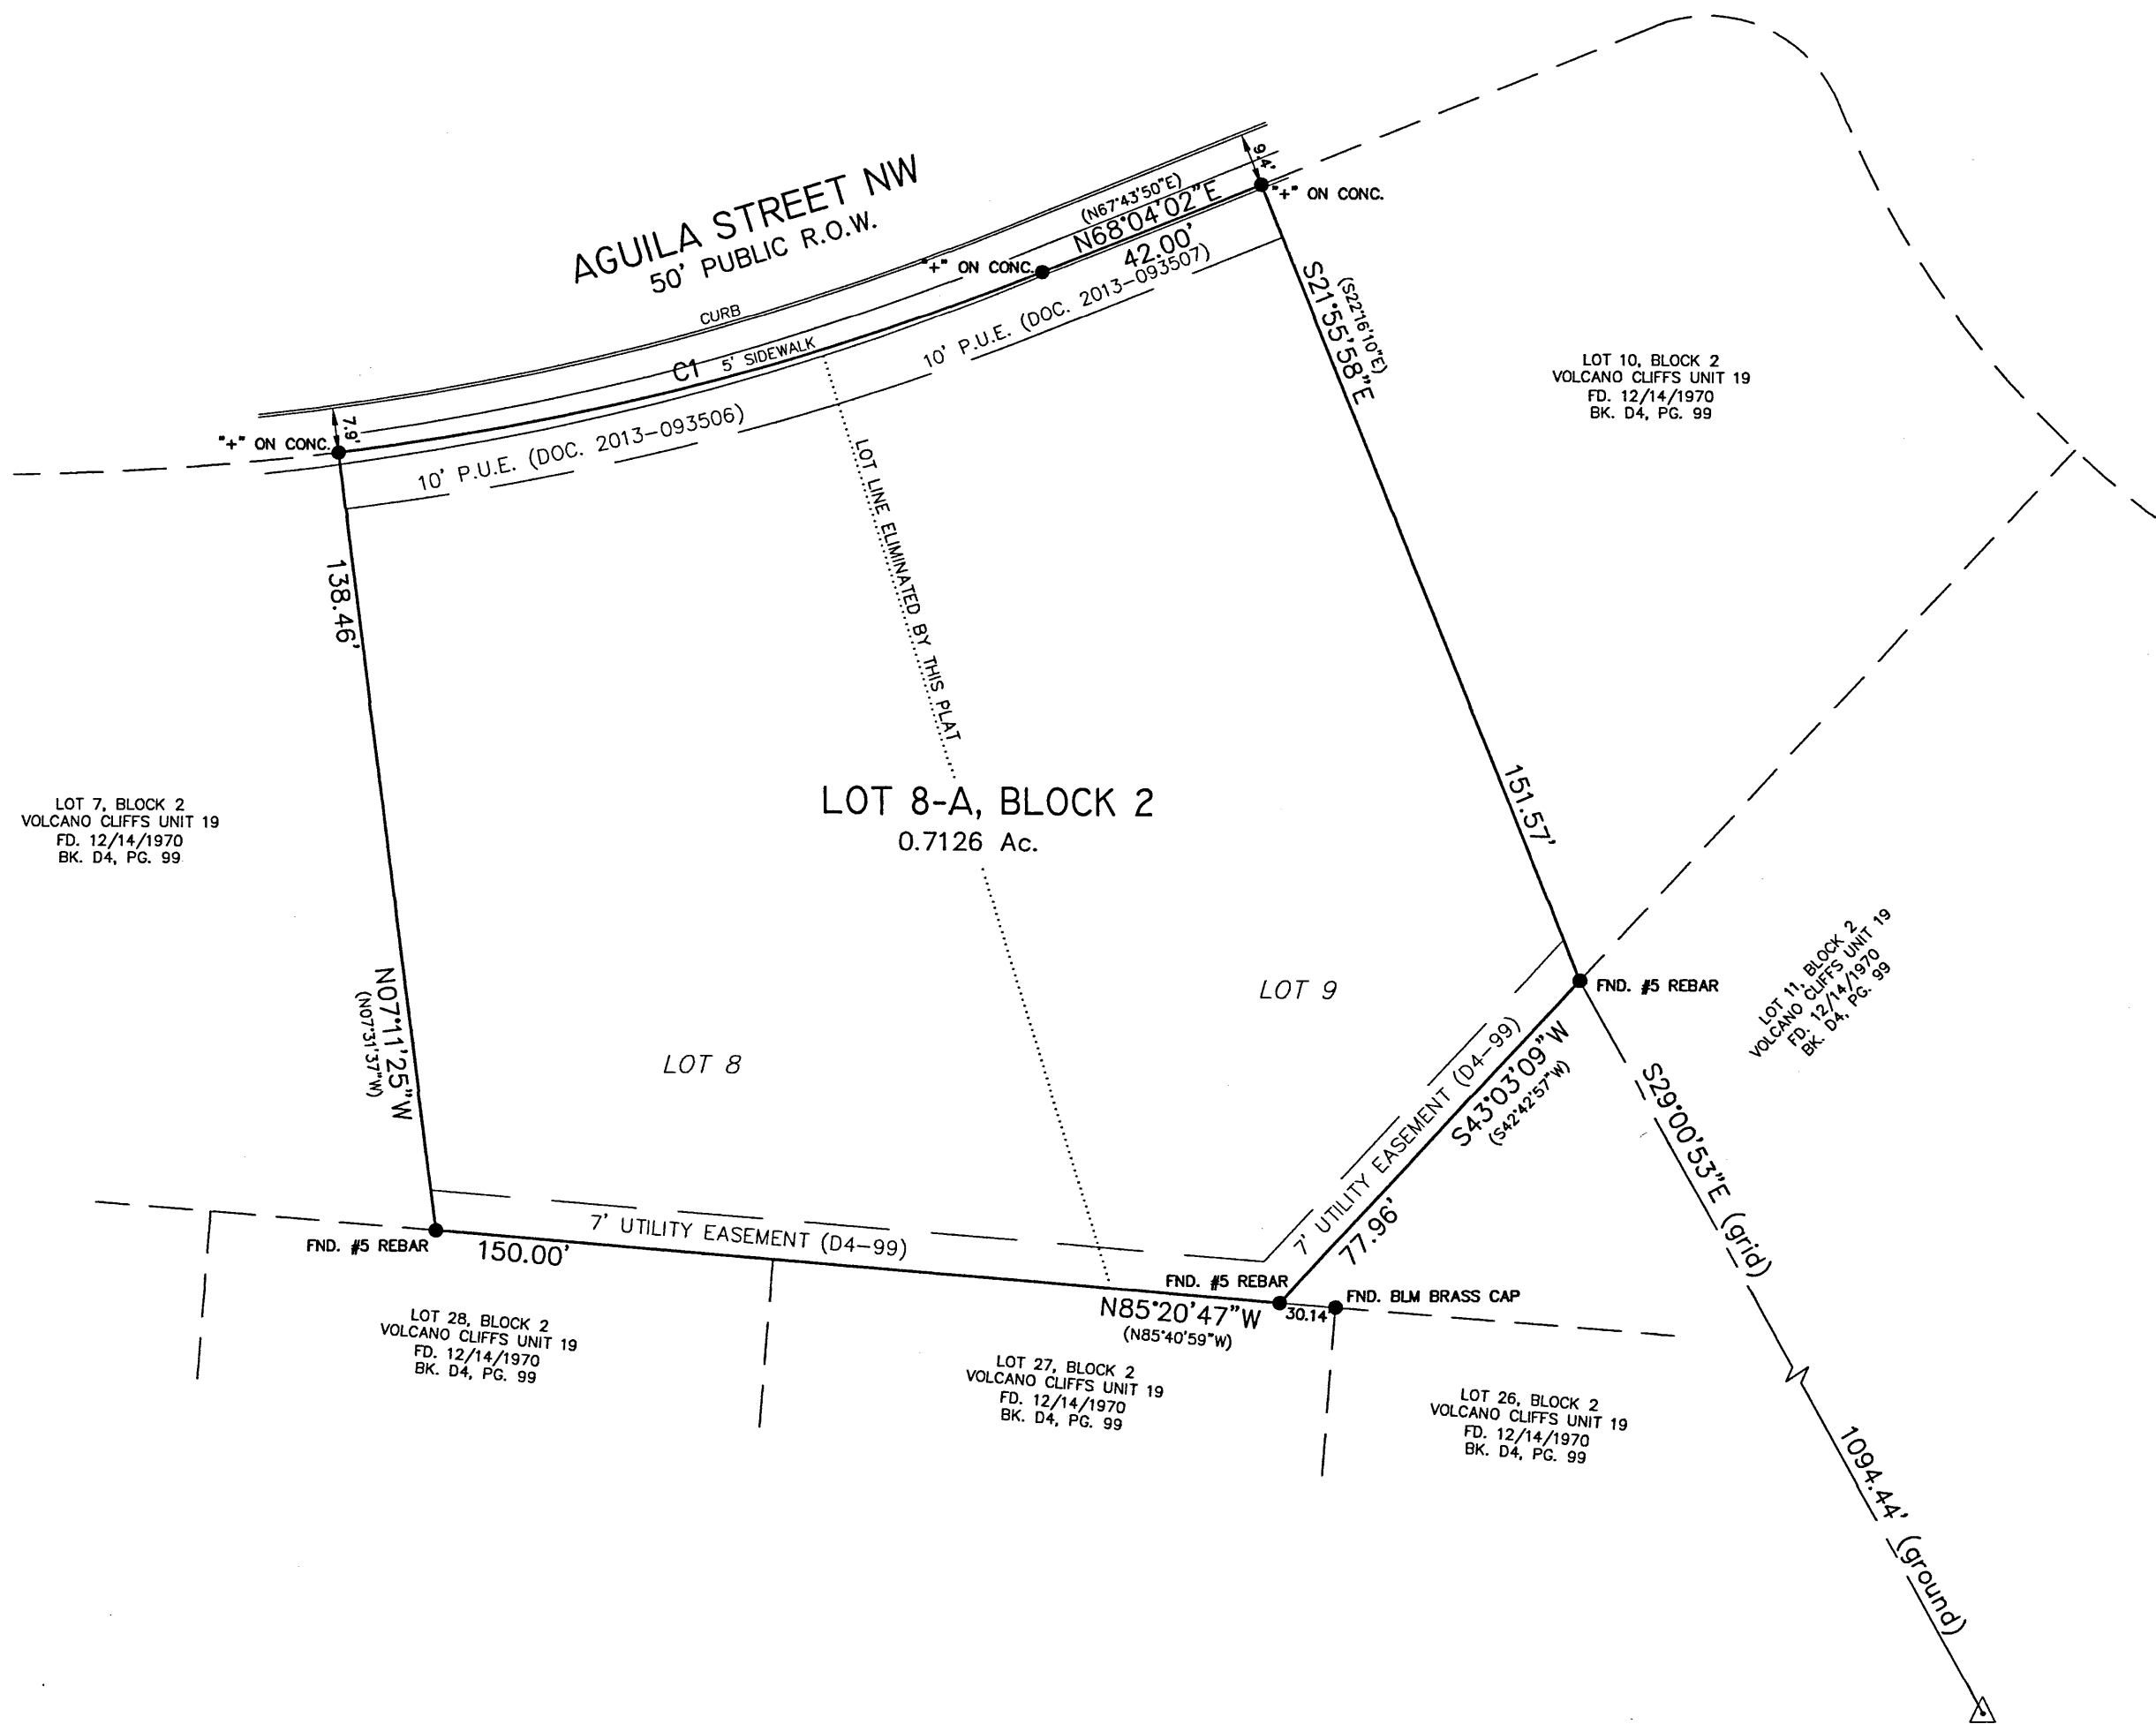 AGUILA STREET NW
50' PUBLIC R.O.W.
CURB
C1
5' SIDEWALK
(N67°43'50"E)
N68°04'02"E
42.00'
9.4'
"+" ON CONC.
"+" ON CONC.
10' P.U.E. (DOC. 2013-093507)
7.9'
"+" ON CONC.
10' P.U.E. (DOC. 2013-093506)
(S22°16'10"E)
S21°55'58"E
151.57'
LOT 10, BLOCK 2
VOLCANO CLIFFS UNIT 19
FD. 12/14/1970
BK. D4, PG. 99
LOT LINE ELIMINATED BY THIS PLAT
138.46'
N07°11'25"W
(N07°31'37"W)
LOT 7, BLOCK 2
VOLCANO CLIFFS UNIT 19
FD. 12/14/1970
BK. D4, PG. 99
LOT 8-A, BLOCK 2
0.7126 Ac.
LOT 9
LOT 8
FND. #5 REBAR
LOT 11, BLOCK 2
VOLCANO CLIFFS UNIT 19
FD. 12/14/1970
BK. D4, PG. 99
7' UTILITY EASEMENT (D4-99)
S43°03'09"W
(S42°42'57"W)
77.96'
S29°00'53"E (grid)
1094.44' (ground)
7' UTILITY EASEMENT (D4-99)
FND. #5 REBAR
150.00'
FND. #5 REBAR
N85°20'47"W
(N85°40'59"W)
30.14'
FND. BLM BRASS CAP
LOT 28, BLOCK 2
VOLCANO CLIFFS UNIT 19
FD. 12/14/1970
BK. D4, PG. 99
LOT 27, BLOCK 2
VOLCANO CLIFFS UNIT 19
FD. 12/14/1970
BK. D4, PG. 99
LOT 26, BLOCK 2
VOLCANO CLIFFS UNIT 19
FD. 12/14/1970
BK. D4, PG. 99